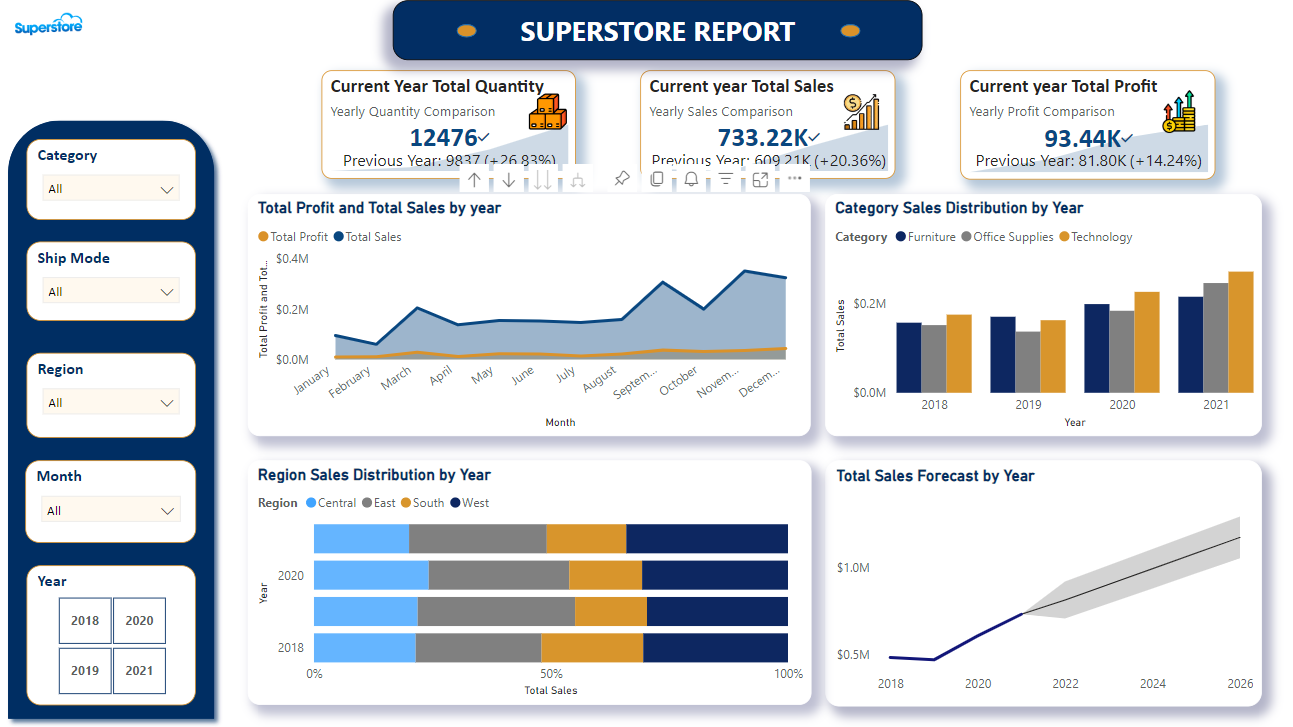 Superstore
SUPERSTORE REPORT
Current Year Total Quantity
Yearly Quantity Comparison
12476✓
Previous Year: 9837 (+26.83%)
Current year Total Sales
Yearly Sales Comparison
733.22K✓
Previous Year: 609.21K (+20.36%)
Current year Total Profit
Yearly Profit Comparison
93.44K✓
Previous Year: 81.80K (+14.24%)
Category
All
Ship Mode
All
Region
All
Month
All
Year
2018 2020
2019 2021
Total Profit and Total Sales by year
Total Profit Total Sales
Total Profit and Tot...
$0.4M
$0.2M
$0.0M
January February March April May June July August Septem... October Novem... Decem...
Month
Category Sales Distribution by Year
Category Furniture Office Supplies Technology
Total Sales
$0.2M
$0.0M
2018 2019 2020 2021
Year
Region Sales Distribution by Year
Region Central East South West
Year
2020
2018
0% 50% 100%
Total Sales
Total Sales Forecast by Year
$1.0M
$0.5M
2018 2020 2022 2024 2026